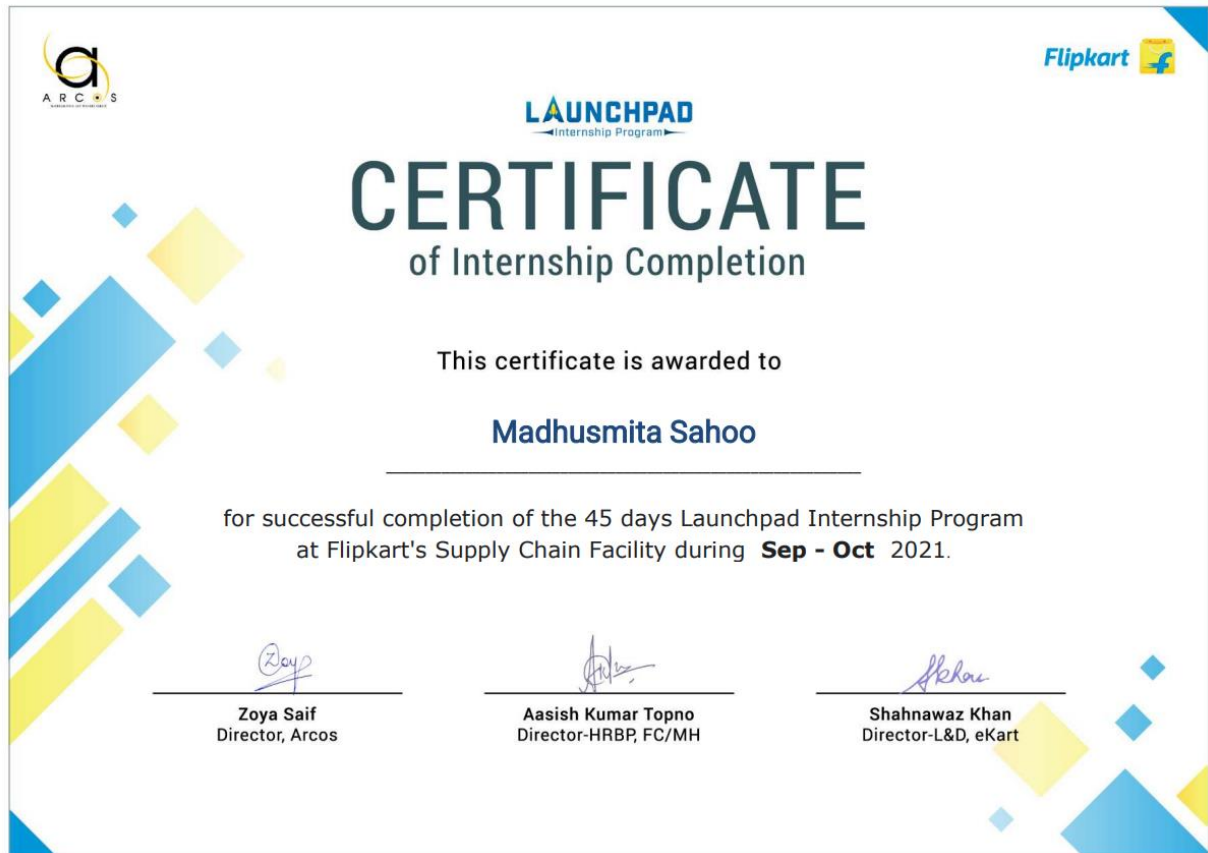 ARCOS
Flipkart
LAUNCHPAD
Internship Program
CERTIFICATE
of Internship Completion
This certificate is awarded to
Madhusmita Sahoo
for successful completion of the 45 days Launchpad Internship Program
at Flipkart's Supply Chain Facility during Sep - Oct 2021.
Zoya Saif
Director, Arcos
Aasish Kumar Topno
Director-HRBP, FC/MH
Shahnawaz Khan
Director-L&D, eKart